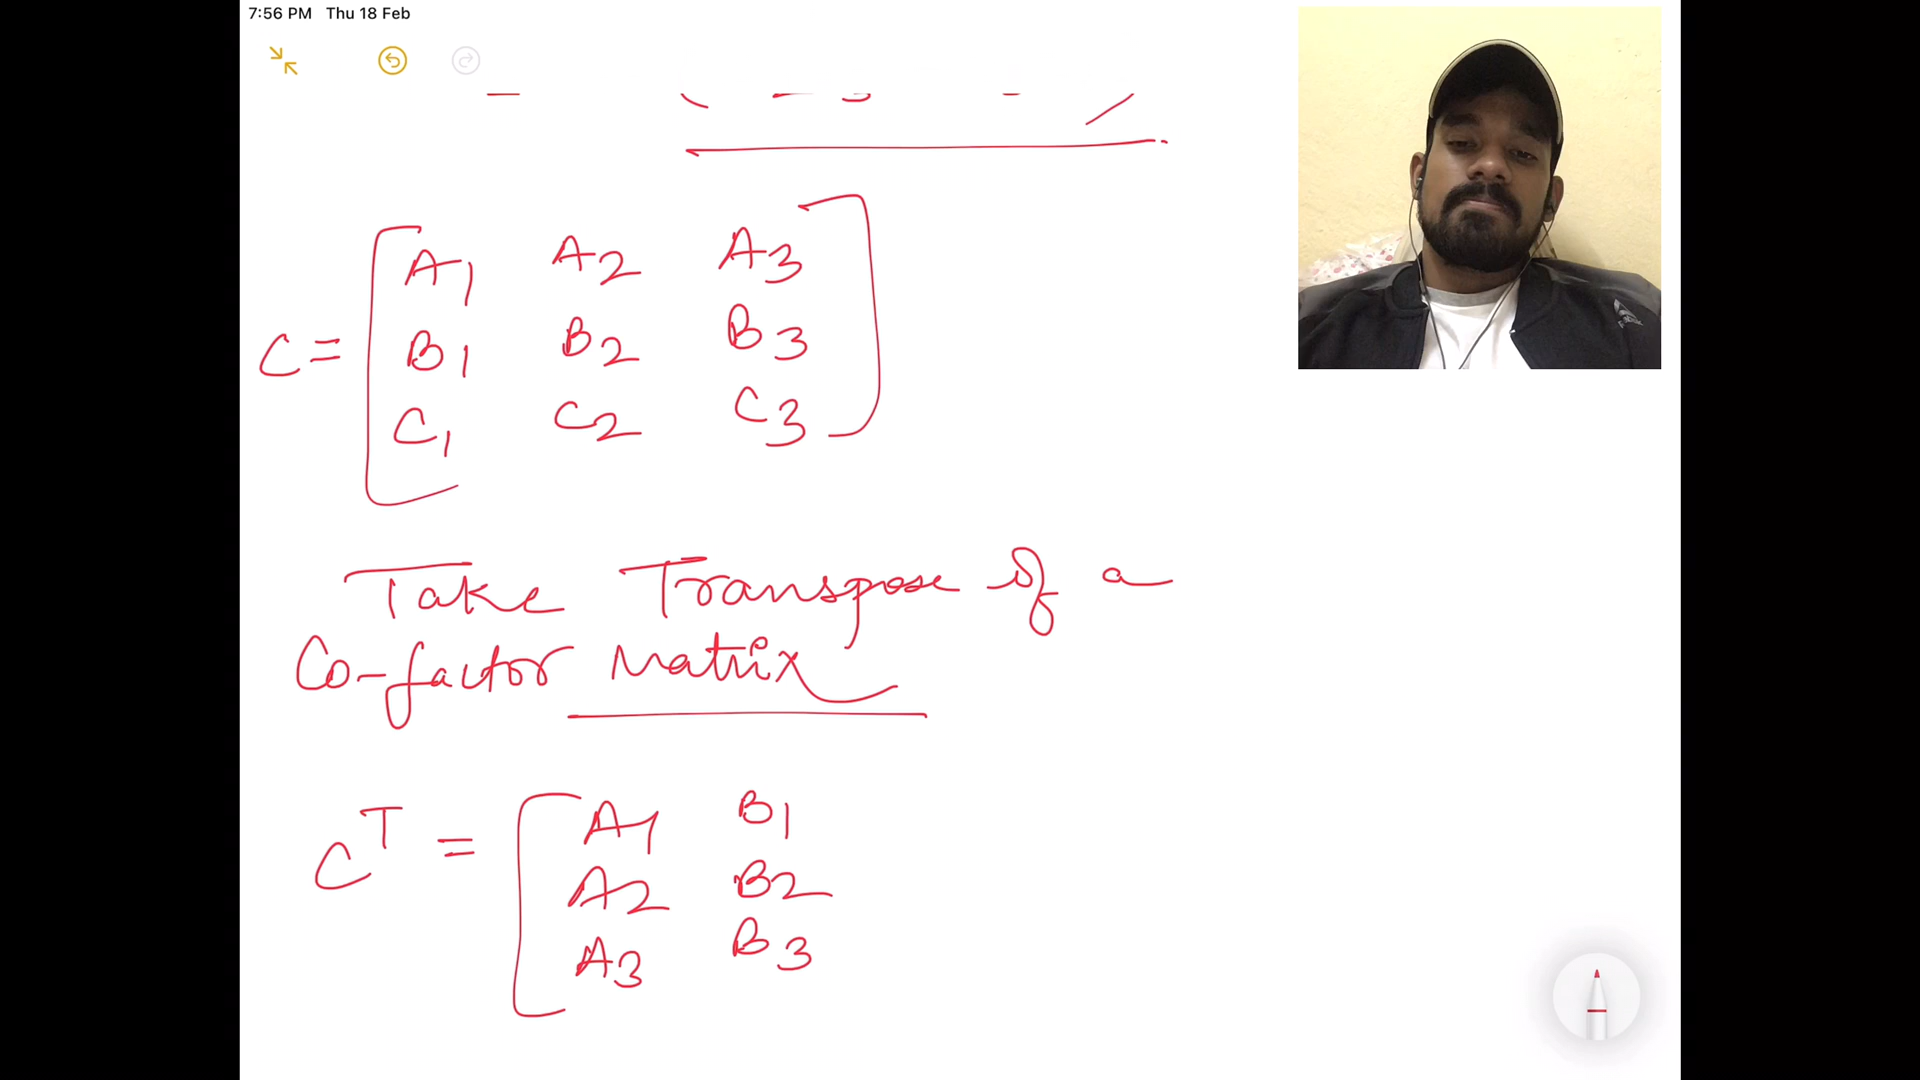 7:56 PM Thu 18 Feb
A1 A2 A3
C = B1 B2 B3
C1 C2 C3
Take Transpose of a
Co-factor Matrix
A1 B1
C^T = A2 B2
A3 B3